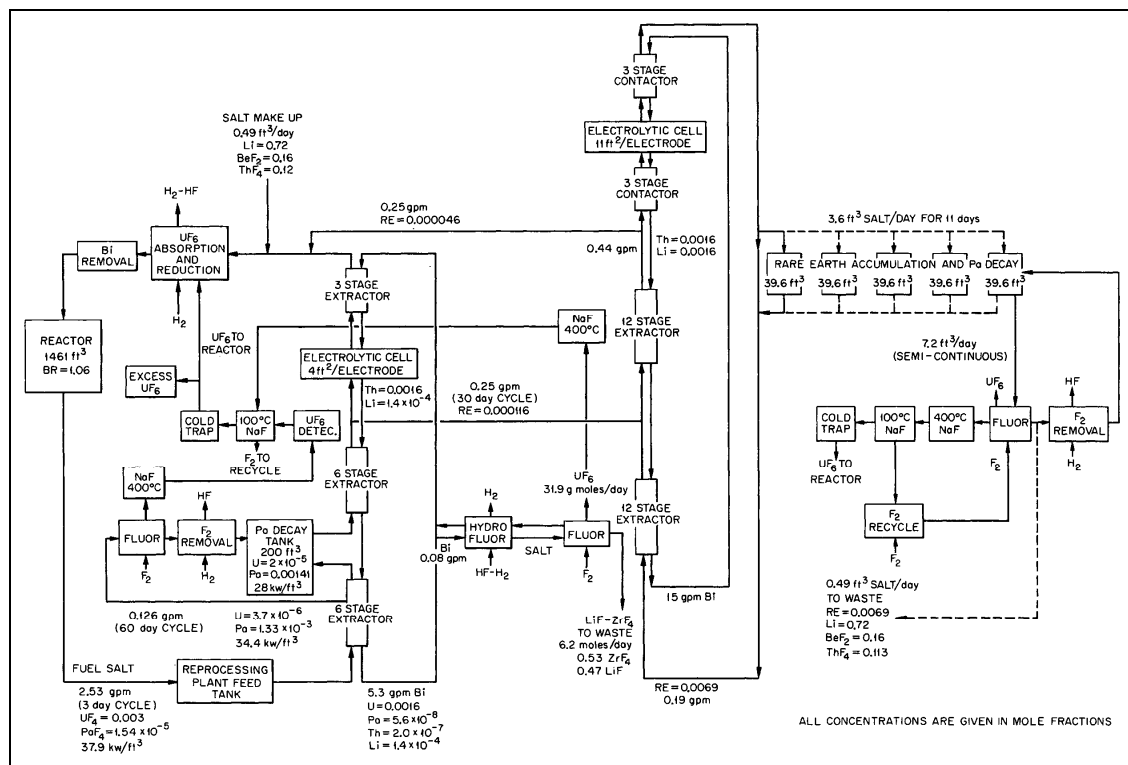 3 STAGE
CONTACTOR
ELECTROLYTIC CELL
11 ft²/ELECTRODE
3 STAGE
CONTACTOR
SALT MAKE UP
0.49 ft³/day
Li = 0.72
BeF₂ = 0.16
ThF₄ = 0.12
H₂-HF
0.25 gpm
RE = 0.000046
0.44 gpm
Th = 0.0016
Li = 0.0016
3.6 ft³ SALT/DAY FOR 11 days
RARE EARTH ACCUMULATION AND Pa DECAY
39.6 ft³ 39.6 ft³ 39.6 ft³ 39.6 ft³ 39.6 ft³
Bi
REMOVAL
UF₆
ABSORPTION
AND
REDUCTION
H₂
3 STAGE
EXTRACTOR
NaF
400°C
12 STAGE
EXTRACTOR
7.2 ft³/day
(SEMI-CONTINUOUS)
REACTOR
1461 ft³
BR = 1.06
UF₆ TO
REACTOR
EXCESS
UF₆
ELECTROLYTIC CELL
4 ft²/ELECTRODE
Th = 0.0016
Li = 1.4 × 10⁻⁴
0.25 gpm
(30 day CYCLE)
RE = 0.000116
COLD
TRAP
100°C
NaF
UF₆
DETEC.
F₂ TO
RECYCLE
UF₆
HF
COLD
TRAP
100°C
NaF
400°C
NaF
FLUOR
F₂
REMOVAL
UF₆ TO
REACTOR
F₂
H₂
F₂
RECYCLE
F₂
NaF
400°C
HF
6 STAGE
EXTRACTOR
UF₆
31.9 g moles/day
12 STAGE
EXTRACTOR
FLUOR
F₂
REMOVAL
Pa DECAY
TANK
200 ft³
U = 2 × 10⁻⁵
Pa = 0.00141
28 kw/ft³
F₂
H₂
H₂
HYDRO
FLUOR
SALT
FLUOR
Bi
0.08 gpm
HF-H₂
F₂
15 gpm Bi
0.126 gpm
(60 day CYCLE)
U = 3.7 × 10⁻⁶
Pa = 1.33 × 10⁻³
34.4 kw/ft³
6 STAGE
EXTRACTOR
LiF-ZrF₄
TO WASTE
6.2 moles/day
0.53 ZrF₄
0.47 LiF
0.49 ft³ SALT/day
TO WASTE
RE = 0.0069
Li = 0.72
BeF₂ = 0.16
ThF₄ = 0.113
FUEL SALT
2.53 gpm
(3 day CYCLE)
UF₄ = 0.003
PaF₄ = 1.54 × 10⁻⁵
37.9 kw/ft³
REPROCESSING
PLANT FEED
TANK
5.3 gpm Bi
U = 0.0016
Pa = 5.6 × 10⁻⁸
Th = 2.0 × 10⁻⁷
Li = 1.4 × 10⁻⁴
RE = 0.0069
0.19 gpm
ALL CONCENTRATIONS ARE GIVEN IN MOLE FRACTIONS